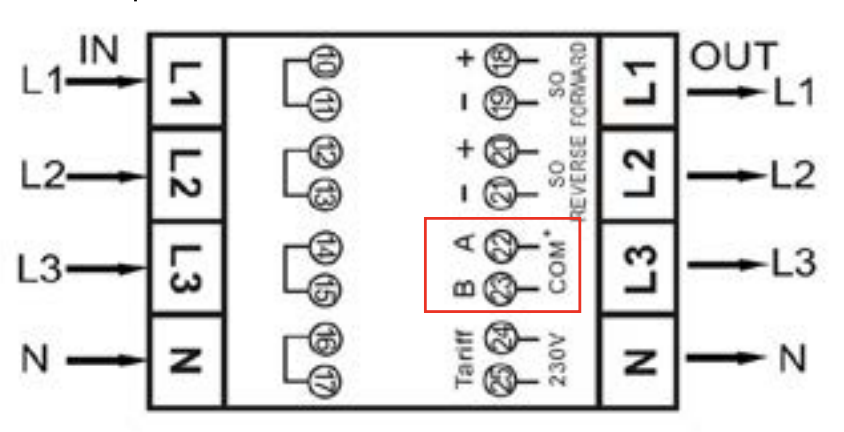 IN
OUT
L1
L1
10
+ 18
SO FORWARD
L1
L1
11
- 19
L2
L2
12
+ 20
SO REVERSE
L2
L2
13
- 21
L3
L3
14
A 22
COM*
L3
L3
15
B 23
N
N
16
Tariff 24
230V
N
N
17
25